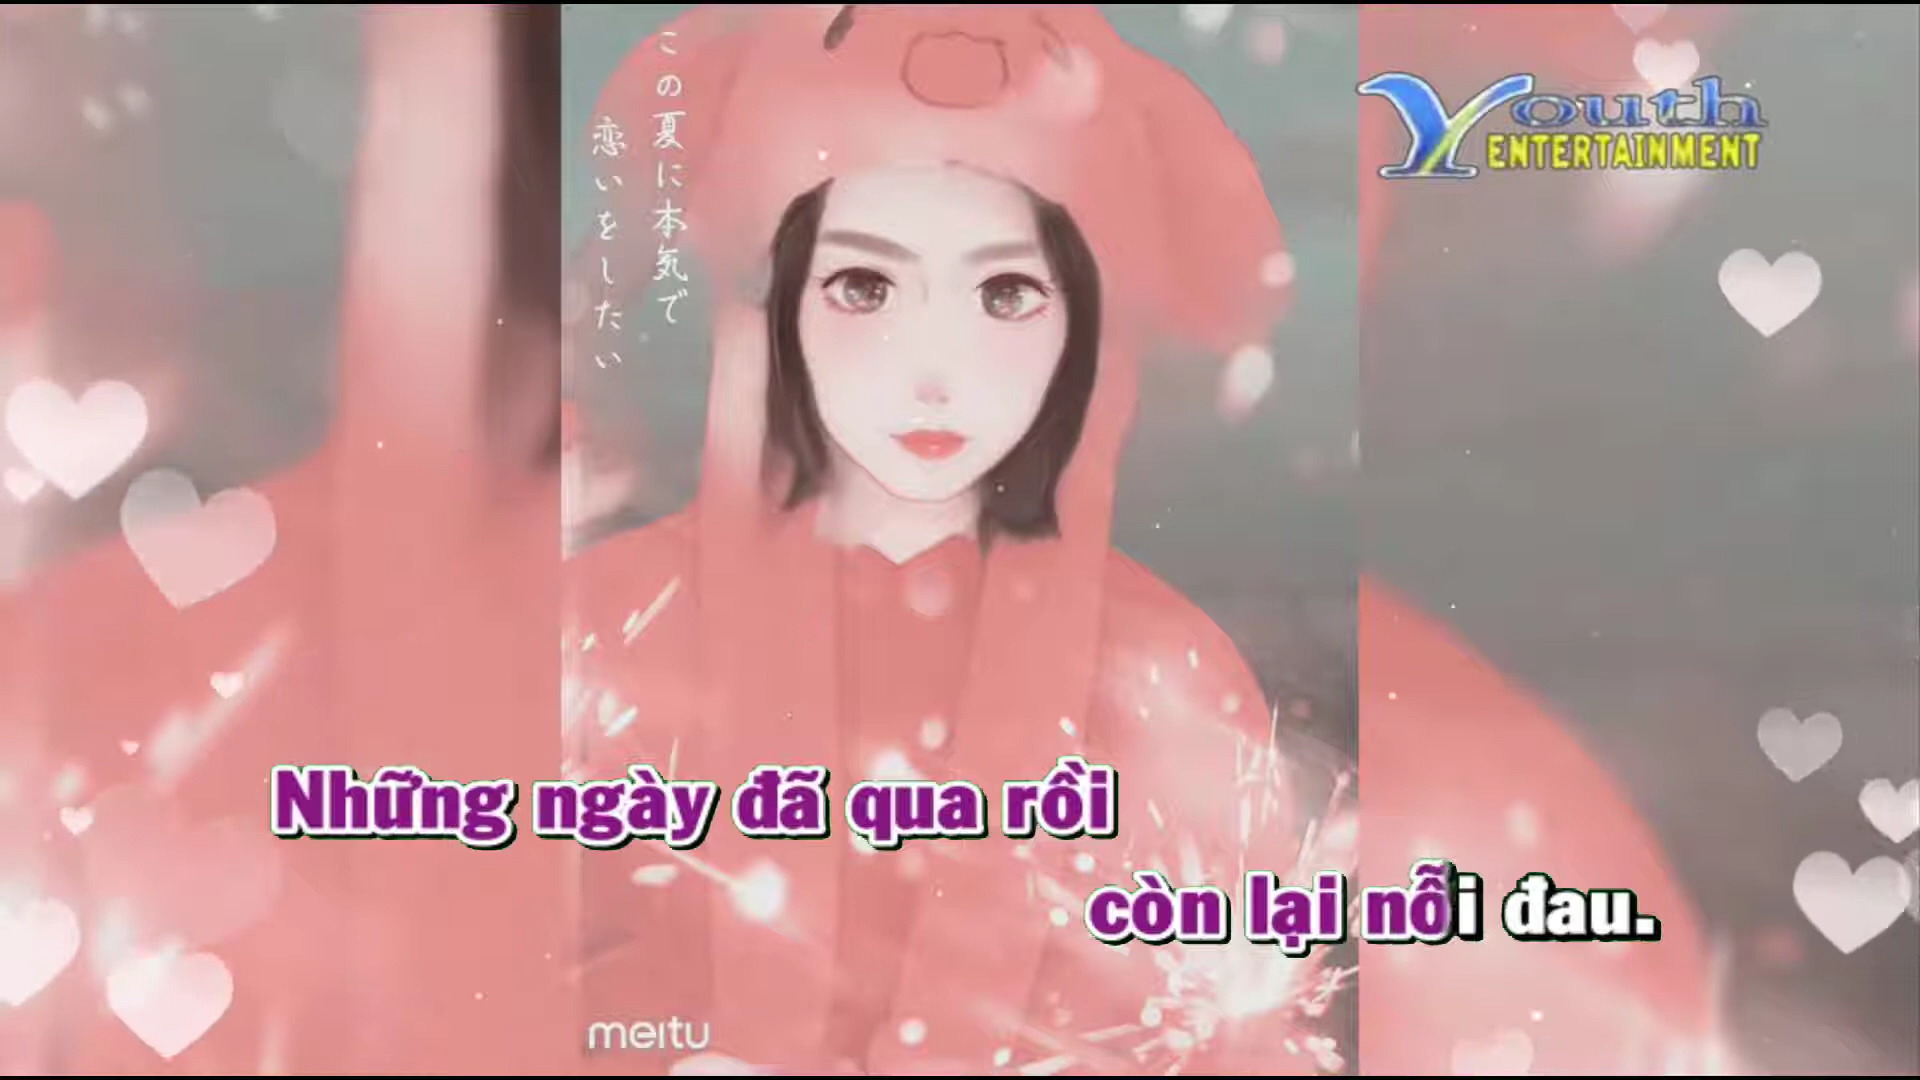 この夏に本気で
恋いをしたい
Youth
ENTERTAINMENT
Những ngày đã qua rồi
còn lại nỗi đau.
meitu